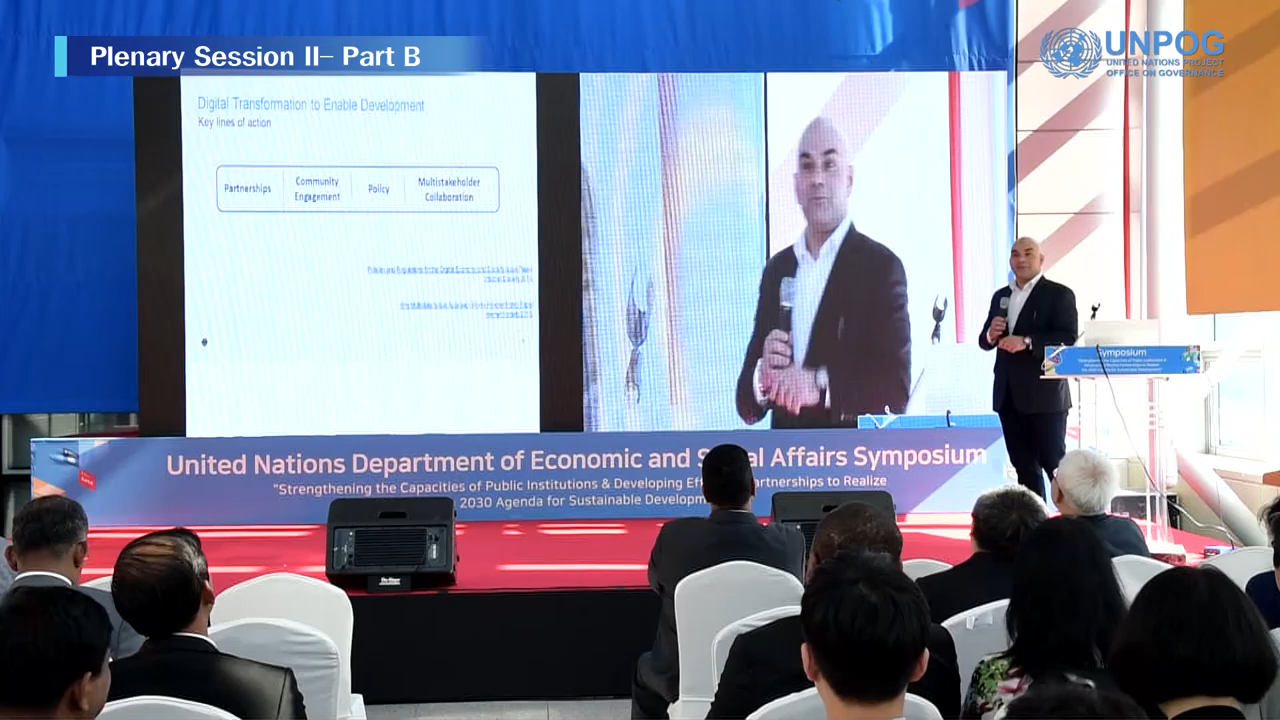 Plenary Session II– Part B
UNPOG
UNITED NATIONS PROJECT
OFFICE ON GOVERNANCE
Digital Transformation to Enable Development
Key lines of action
Partnerships
Community
Engagement
Policy
Multistakeholder
Collaboration
Symposium
United Nations Department of Economic and S al Affairs Symposium
"Strengthening the Capacities of Public Institutions & Developing Eff Partnerships to Realize
2030 Agenda for Sustainable Developm